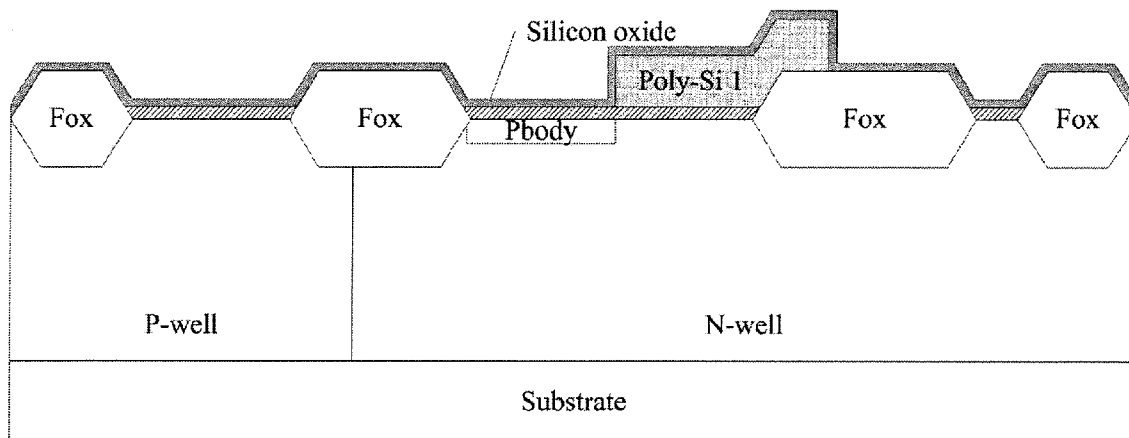 Silicon oxide
Poly-Si 1
Fox
Fox
Fox
Fox
Pbody
P-well
N-well
Substrate